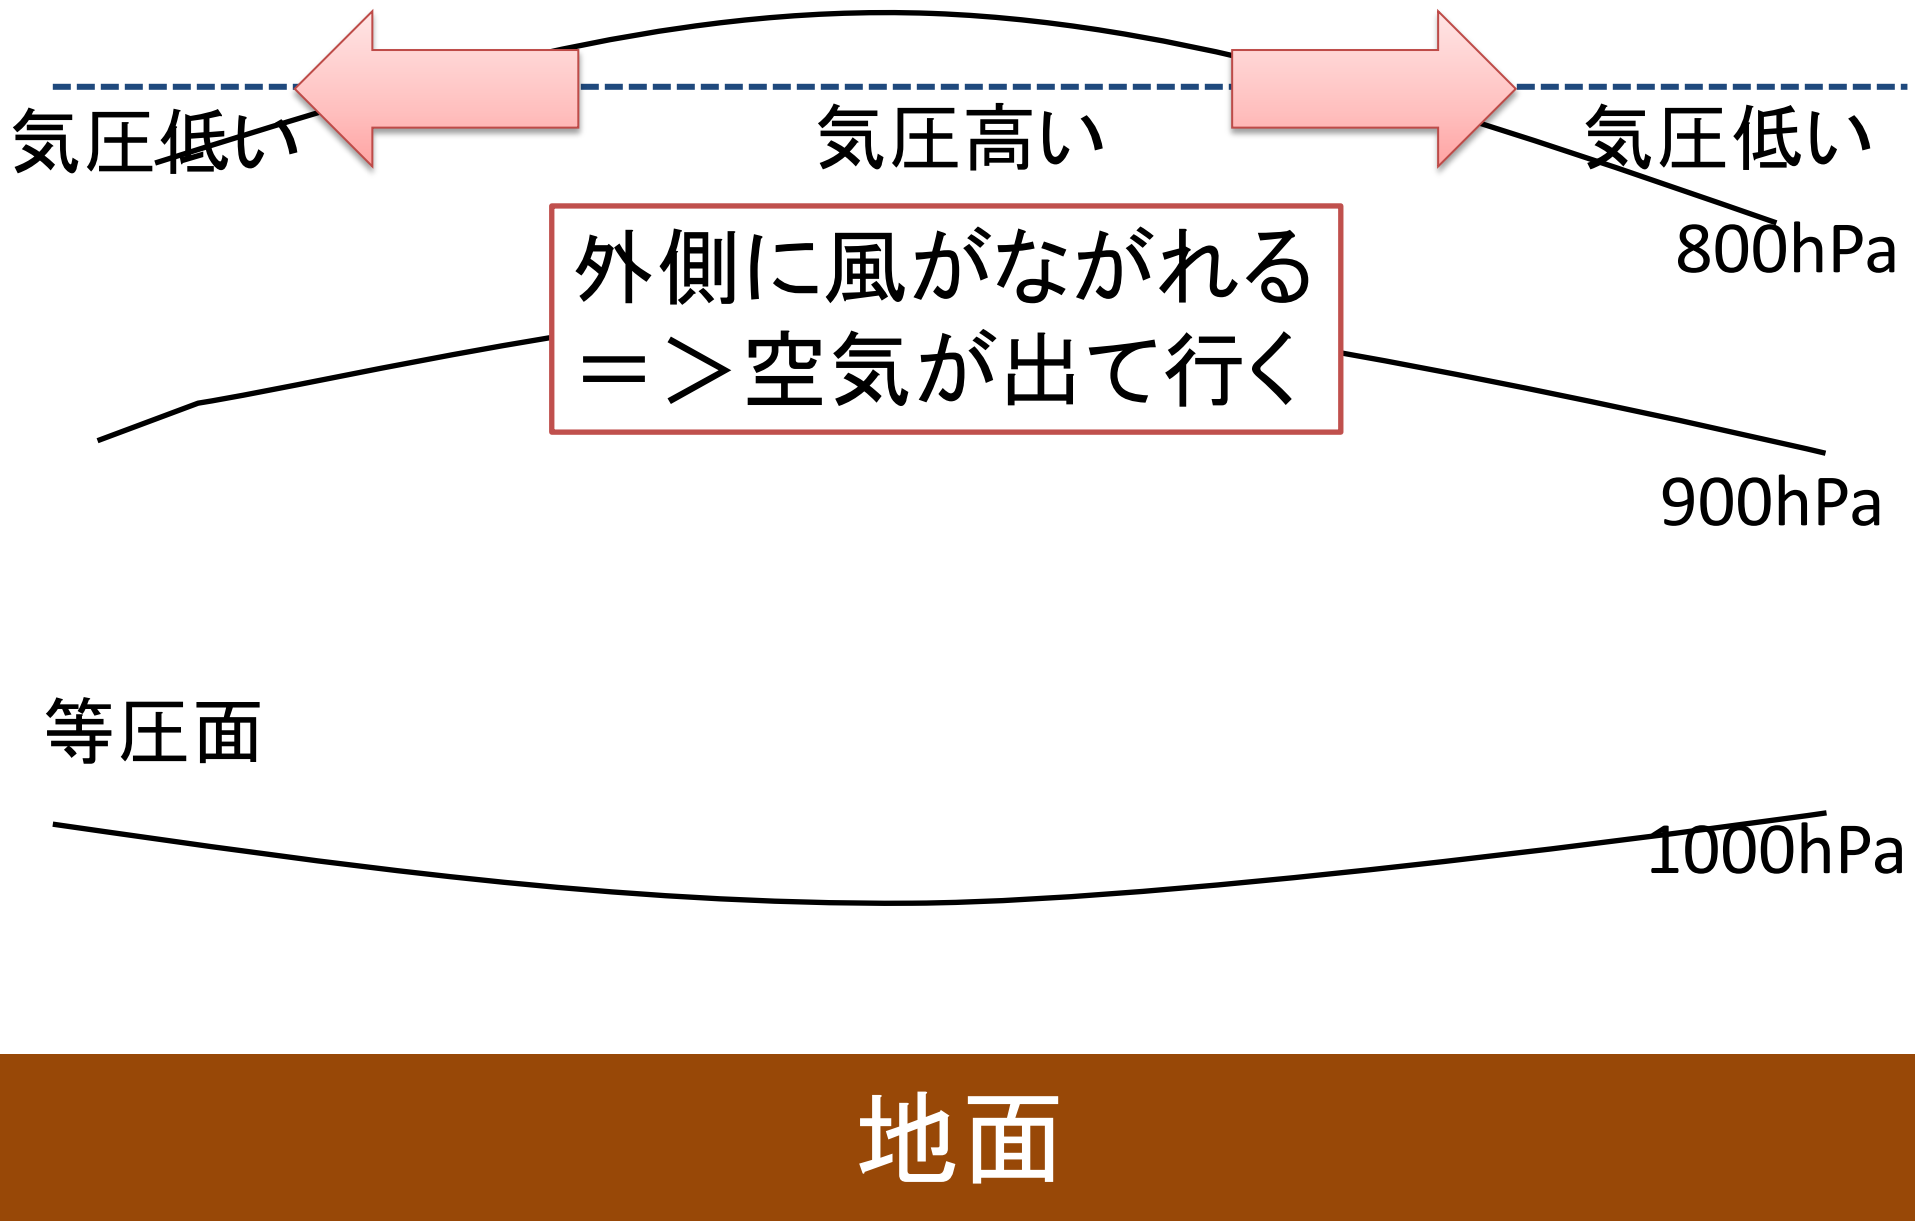 気圧低い
気圧高い
気圧低い
800hPa
外側に風がながれる
＝＞空気が出て行く
900hPa
等圧面
1000hPa
地面